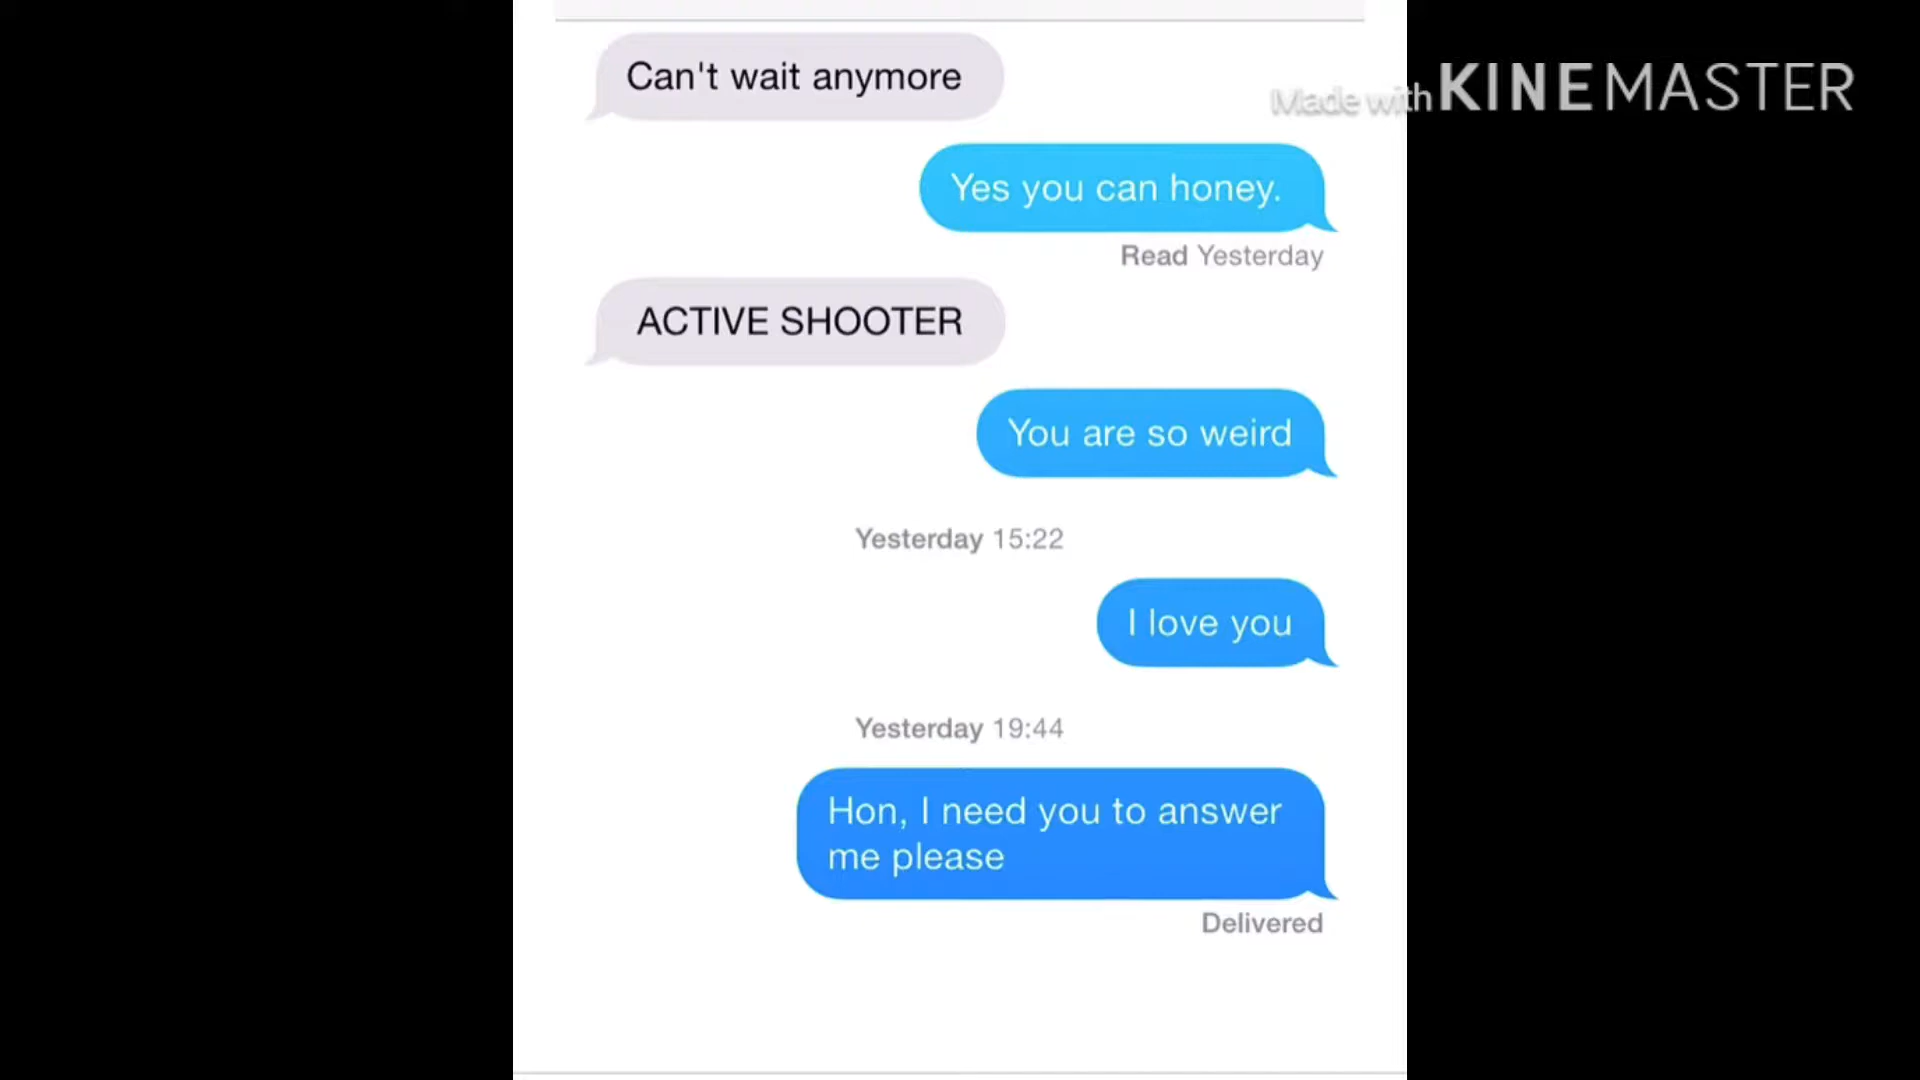 Can't wait anymore
Made with KINEMASTER
Yes you can honey.
Read Yesterday
ACTIVE SHOOTER
You are so weird
Yesterday 15:22
I love you
Yesterday 19:44
Hon, I need you to answer
me please
Delivered